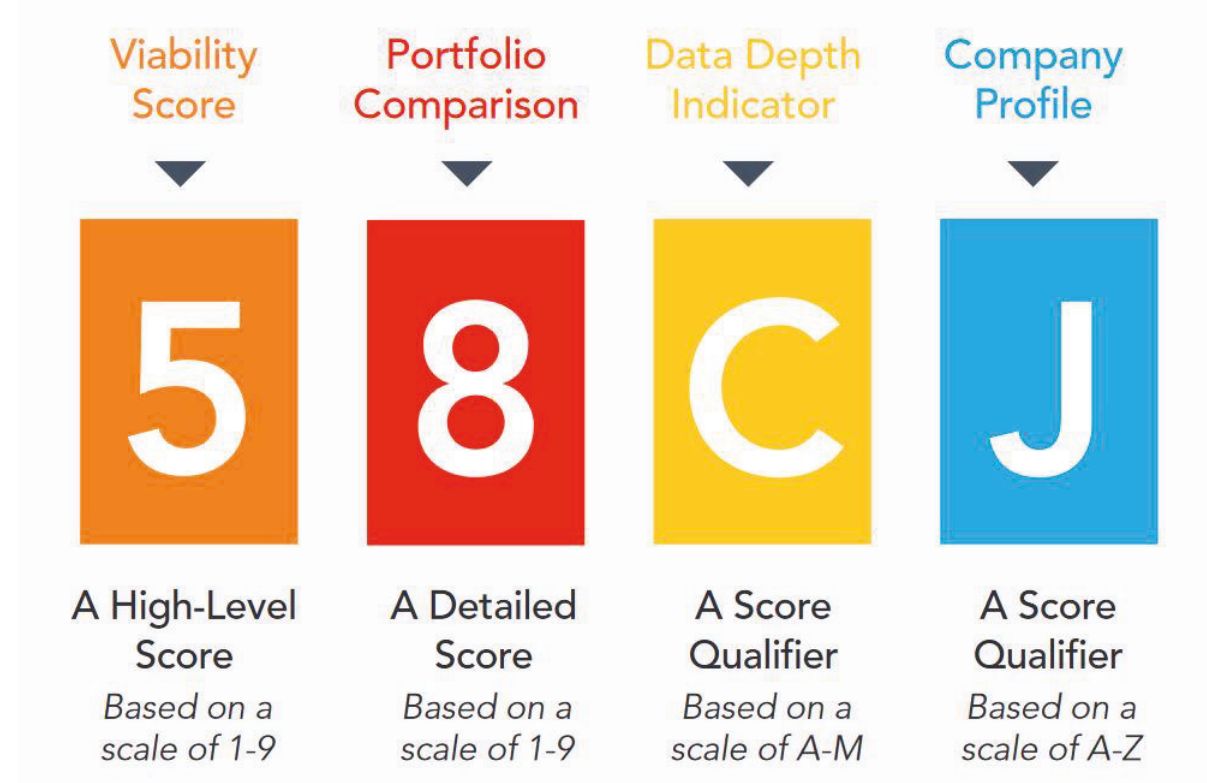 Viability
Score
Portfolio
Comparison
Data Depth
Indicator
Company
Profile
5
8
C
J
A High-Level
Score
Based on a
scale of 1-9
A Detailed
Score
Based on a
scale of 1-9
A Score
Qualifier
Based on a
scale of A-M
A Score
Qualifier
Based on a
scale of A-Z